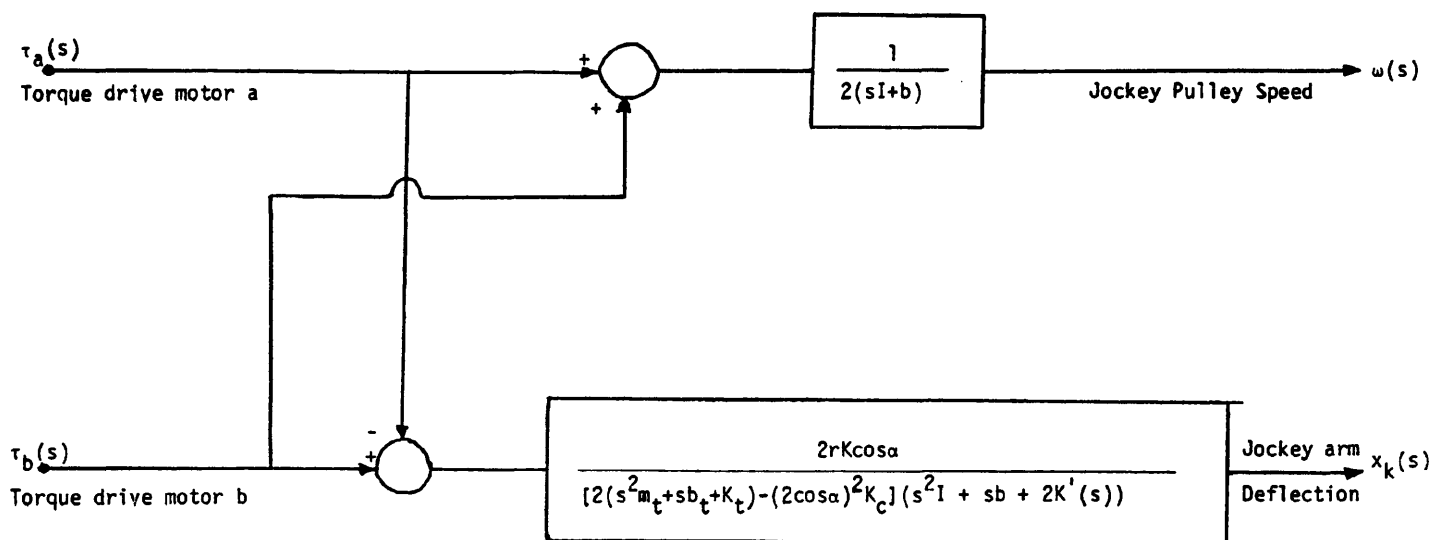 τa(s)
Torque drive motor a
+
+
1
2(sI+b)
ω(s)
Jockey Pulley Speed
-
+
τb(s)
Torque drive motor b
2rKcosα
[2(s²mt+sbt+Kt)-(2cosα)²Kc](s²I + sb + 2K'(s))
Jockey arm
Deflection
xk(s)